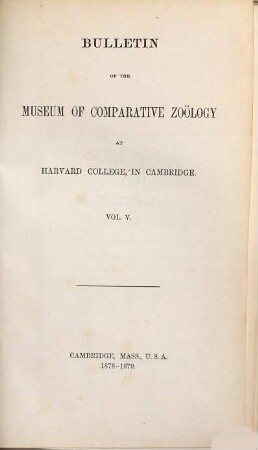 BULLETIN
OF THE
MUSEUM OF COMPARATIVE ZOÖLOGY
AT
HARVARD COLLEGE, IN CAMBRIDGE.
VOL. V.
CAMBRIDGE, MASS., U. S. A.
1878-1879.